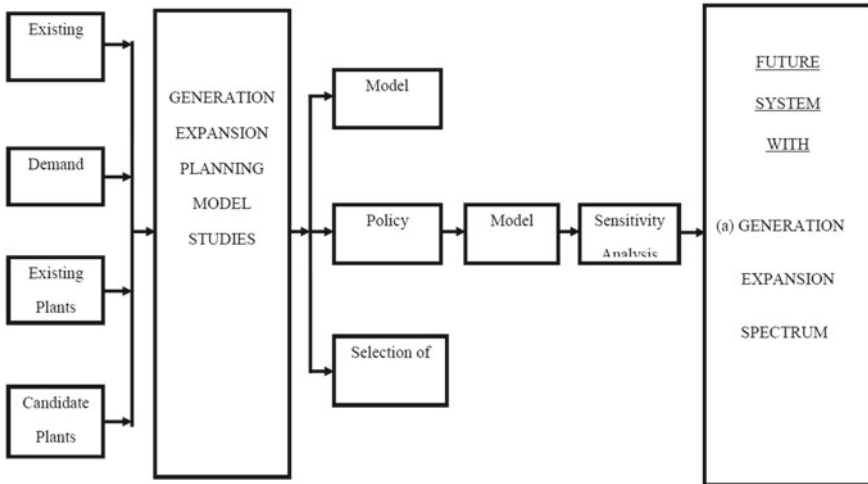 Existing
Demand
Existing
Plants
Candidate
Plants
GENERATION
EXPANSION
PLANNING
MODEL
STUDIES
Model
Policy
Selection of
Model
Sensitivity
Analysis
FUTURE
SYSTEM
WITH
(a) GENERATION
EXPANSION
SPECTRUM